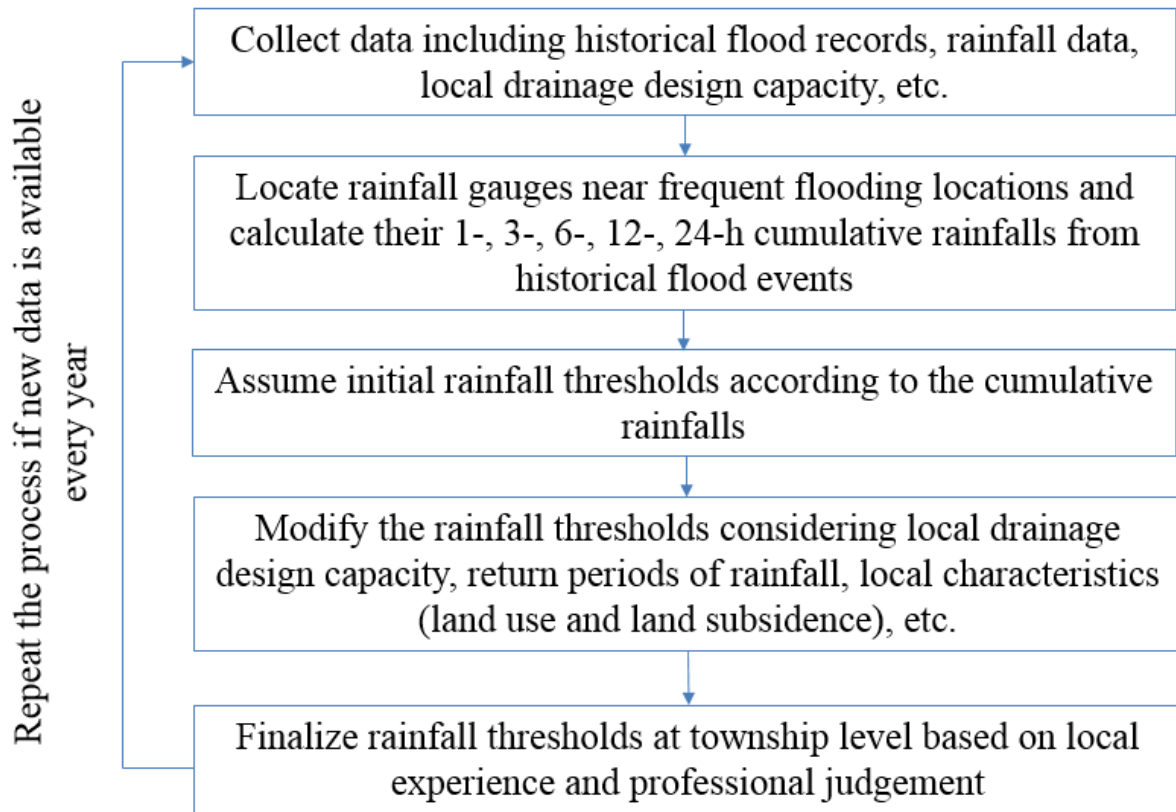 Collect data including historical flood records, rainfall data,
local drainage design capacity, etc.
Locate rainfall gauges near frequent flooding locations and
calculate their 1-, 3-, 6-, 12-, 24-h cumulative rainfalls from
historical flood events
Assume initial rainfall thresholds according to the cumulative
rainfalls
Modify the rainfall thresholds considering local drainage
design capacity, return periods of rainfall, local characteristics
(land use and land subsidence), etc.
Finalize rainfall thresholds at township level based on local
experience and professional judgement
Repeat the process if new data is available
every year